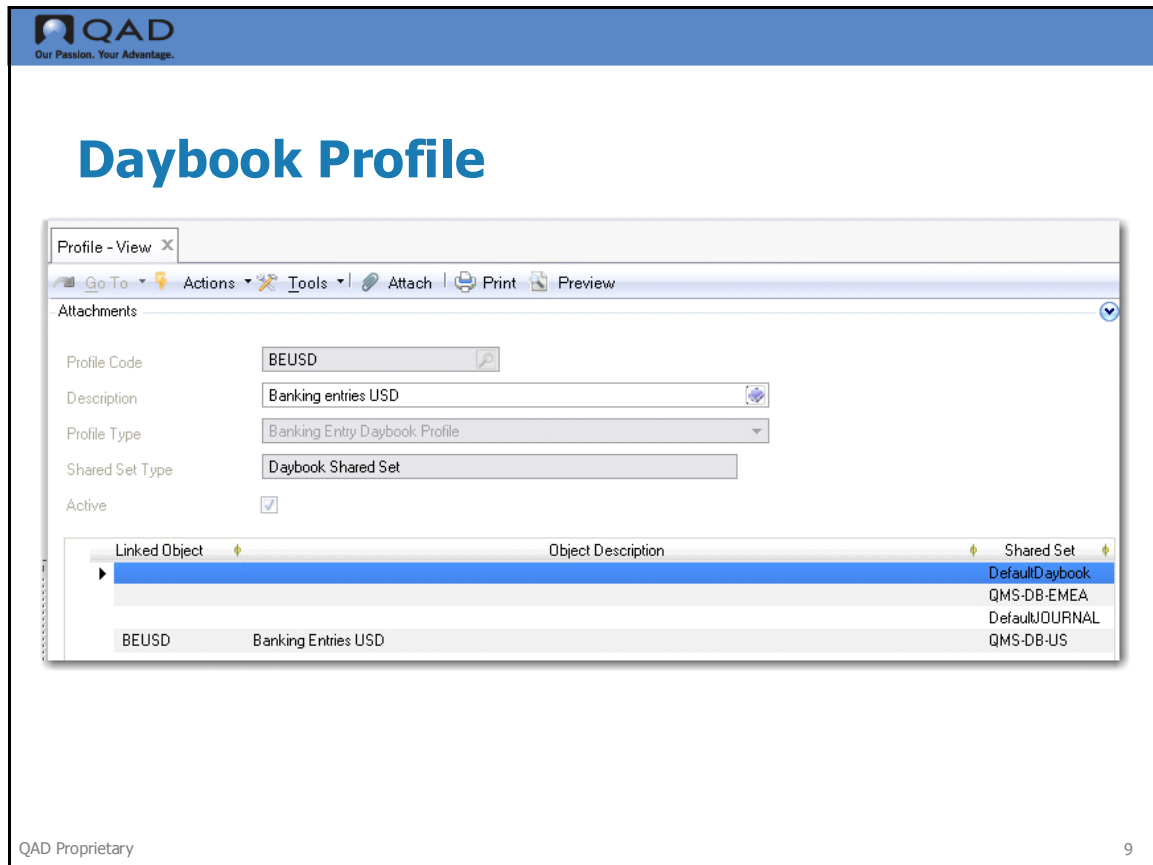 QAD
Our Passion. Your Advantage.
Daybook Profile
Profile - View
Go To Actions Tools Attach Print Preview
Attachments
Profile Code BEUSD
Description Banking entries USD
Profile Type Banking Entry Daybook Profile
Shared Set Type Daybook Shared Set
Active
Linked Object Object Description Shared Set
DefaultDaybook
QMS-DB-EMEA
DefaultJOURNAL
BEUSD Banking Entries USD QMS-DB-US
QAD Proprietary 9